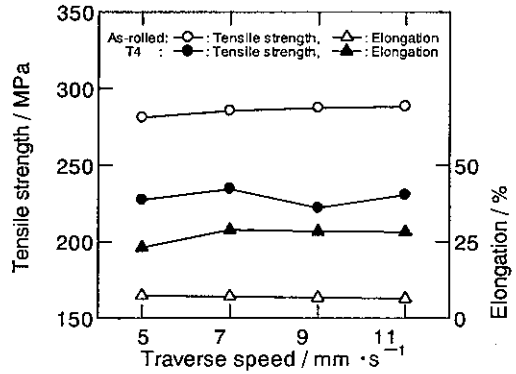 As-rolled: ○ : Tensile strength, △ : Elongation
T4 : ● : Tensile strength, ▲ : Elongation
Tensile strength / MPa
350
300
250
200
150
50
25
0
Elongation / %
5 7 9 11
Traverse speed / mm · s⁻¹